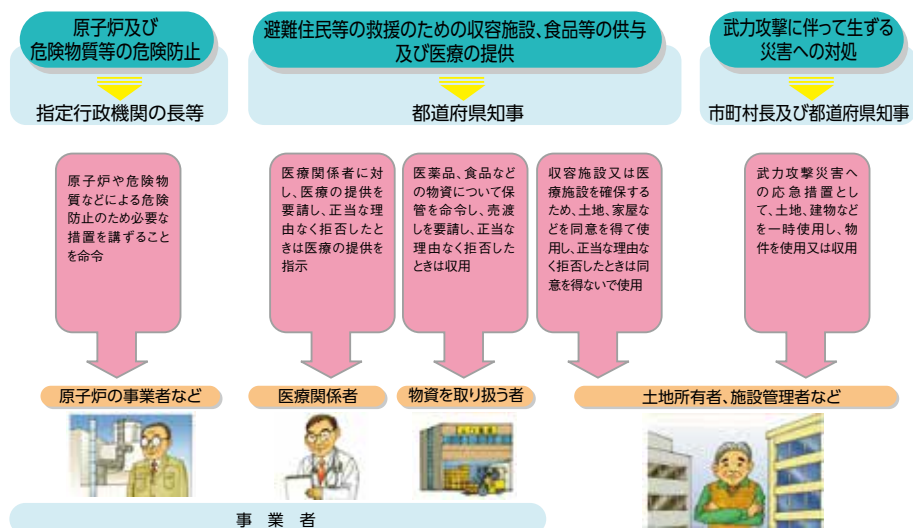 原子炉及び
危険物質等の危険防止
避難住民等の救援のための収容施設、食品等の供与
及び医療の提供
武力攻撃に伴って生ずる
災害への対処
指定行政機関の長等
都道府県知事
市町村長及び都道府県知事
原子炉や危険物
質などによる危険
防止のため必要な
措置を講ずること
を命令
医療関係者に対
し、医療の提供を
要請し、正当な理
由なく拒否したと
きは医療の提供を
指示
医薬品、食品など
の物資について保
管を命令し、売渡
しを要請し、正当な
理由なく拒否した
ときは収用
収容施設又は医
療施設を確保する
ため、土地、家屋な
どを同意を得て使
用し、正当な理由な
く拒否したときは同
意を得ないで使用
武力攻撃災害へ
の応急措置とし
て、土地、建物など
を一時使用し、物
件を使用又は収用
原子炉の事業者など
医療関係者
物資を取り扱う者
土地所有者、施設管理者など
事 業 者